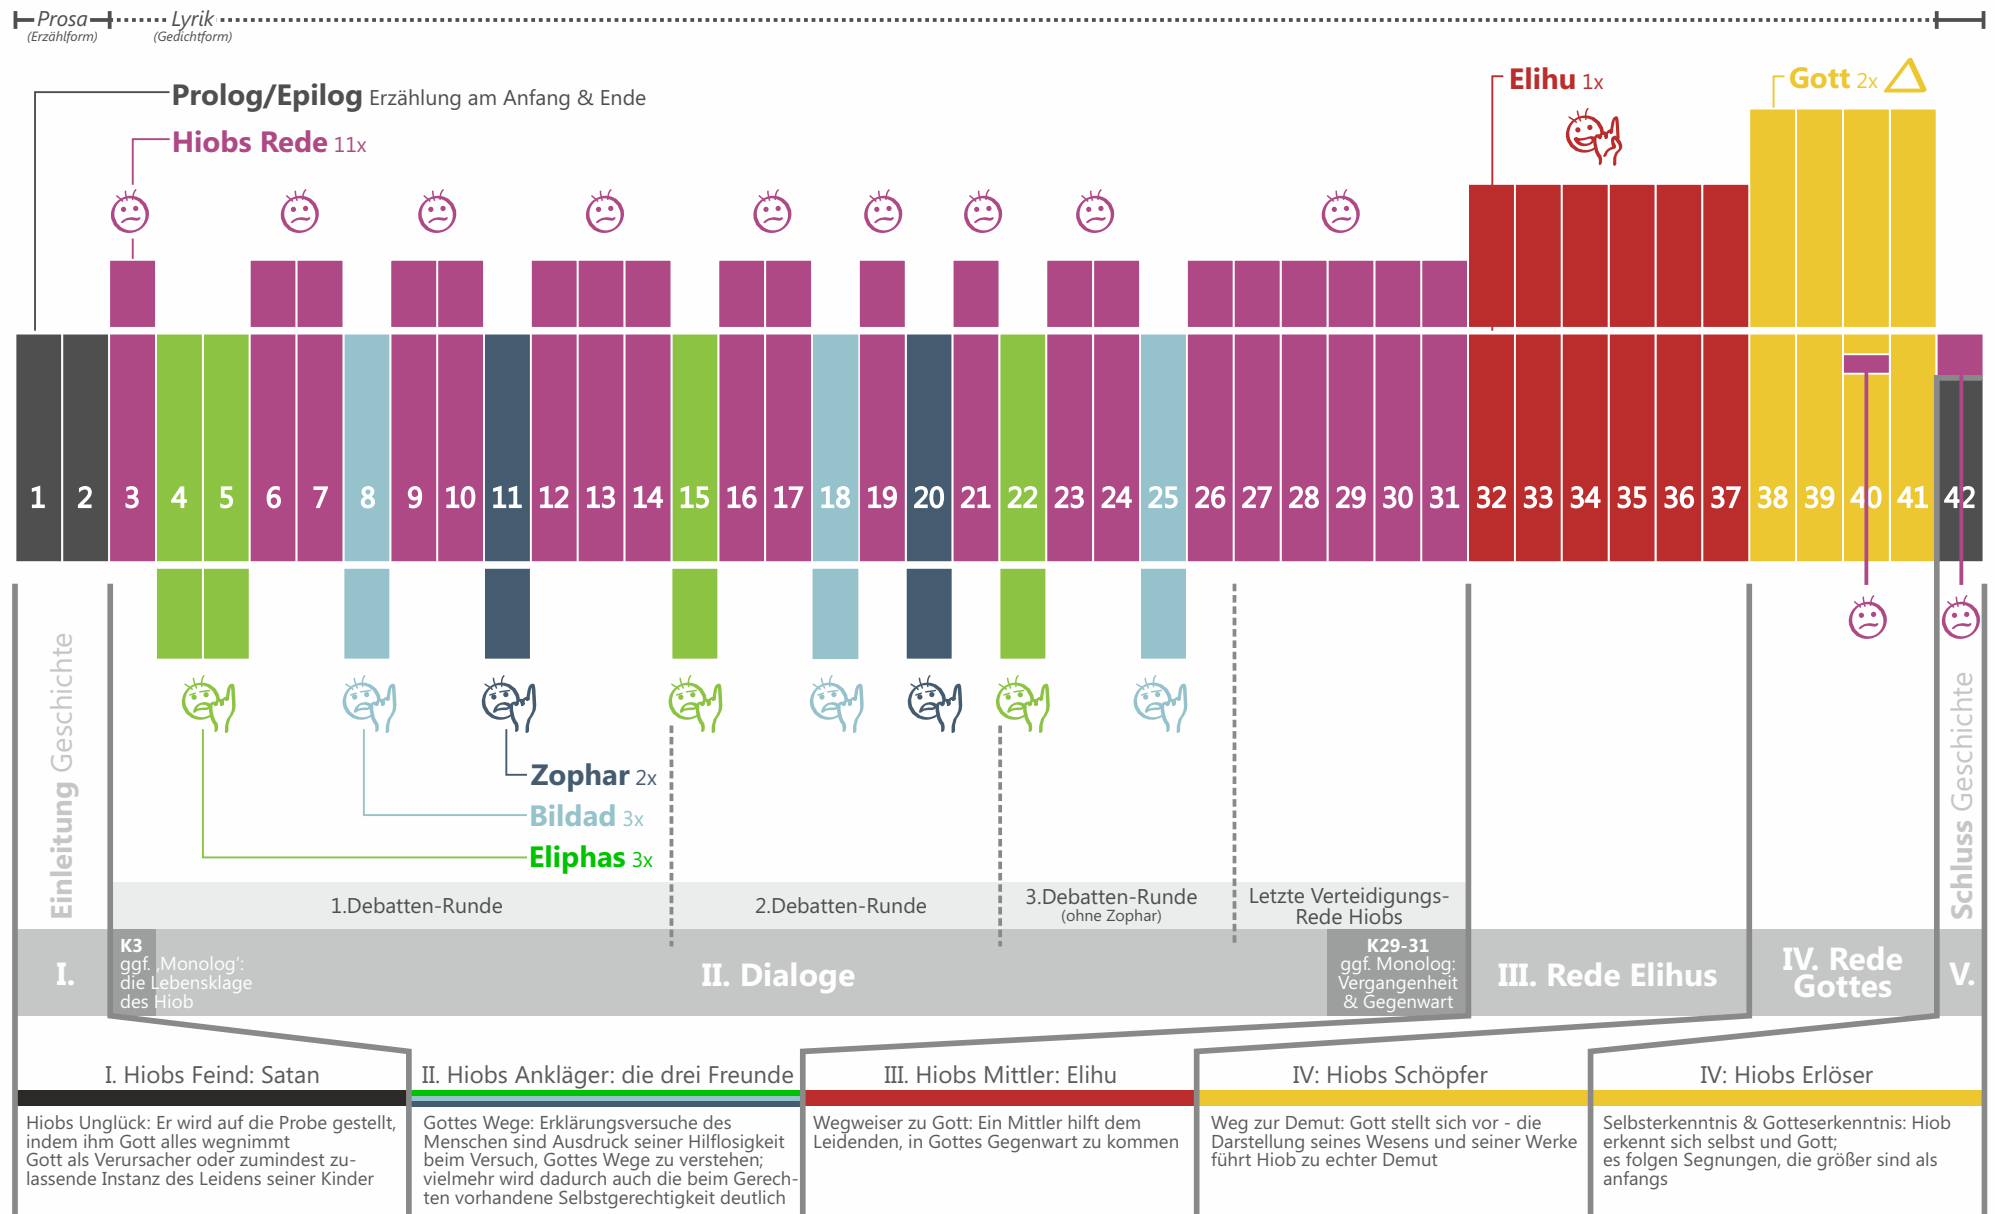 Prosa
(Erzählform)
Lyrik
(Gedichtform)
Prolog/Epilog Erzählung am Anfang & Ende
Hiobs Rede 11x
Elihu 1x
Gott 2x
1 2 3 4 5 6 7 8 9 10 11 12 13 14 15 16 17 18 19 20 21 22 23 24 25 26 27 28 29 30 31 32 33 34 35 36 37 38 39 40 41 42
Zophar 2x
Bildad 3x
Eliphas 3x
Einleitung Geschichte
Schluss Geschichte
1.Debatten-Runde
2.Debatten-Runde
3.Debatten-Runde
(ohne Zophar)
Letzte Verteidigungs-
Rede Hiobs
I.
K3
ggf. ‚Monolog‘:
die Lebensklage
des Hiob
II. Dialoge
K29-31
ggf. Monolog:
Vergangenheit
& Gegenwart
III. Rede Elihus
IV. Rede
Gottes
V.
I. Hiobs Feind: Satan
Hiobs Unglück: Er wird auf die Probe gestellt,
indem ihm Gott alles wegnimmt
Gott als Verursacher oder zumindest zu-
lassende Instanz des Leidens seiner Kinder
II. Hiobs Ankläger: die drei Freunde
Gottes Wege: Erklärungsversuche des
Menschen sind Ausdruck seiner Hilflosigkeit
beim Versuch, Gottes Wege zu verstehen;
vielmehr wird dadurch auch die beim Gerech-
ten vorhandene Selbstgerechtigkeit deutlich
III. Hiobs Mittler: Elihu
Wegweiser zu Gott: Ein Mittler hilft dem
Leidenden, in Gottes Gegenwart zu kommen
IV: Hiobs Schöpfer
Weg zur Demut: Gott stellt sich vor - die
Darstellung seines Wesens und seiner Werke
führt Hiob zu echter Demut
IV: Hiobs Erlöser
Selbsterkenntnis & Gotteserkenntnis: Hiob
erkennt sich selbst und Gott;
es folgen Segnungen, die größer sind als
anfangs